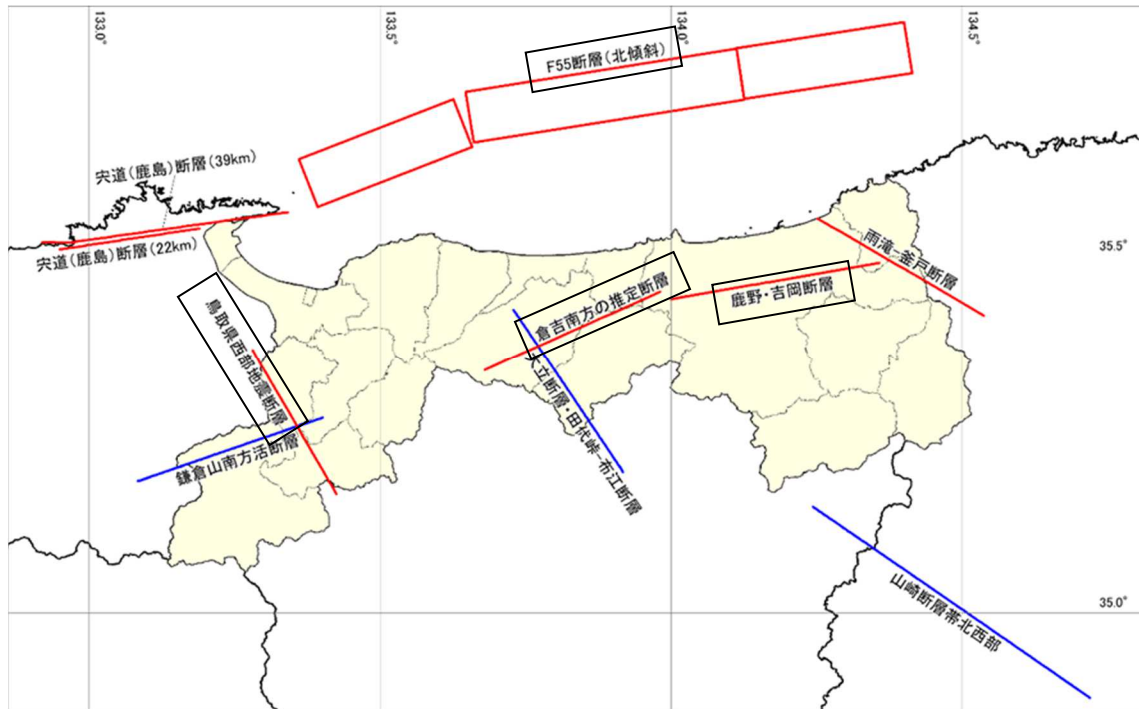 133.0°
133.5°
134.0°
134.5°
F55断層(北傾斜)
宍道(鹿島)断層(39km)
宍道(鹿島)断層(22km)
35.5°
雨滝-釜戸断層
鹿野・吉岡断層
倉吉南方の推定断層
鳥取県西部地震断層
大立断層・田代峠-布江断層
鎌倉山南方活断層
山崎断層帯北西部
35.0°